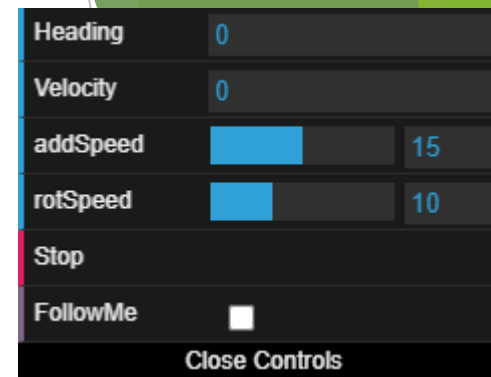 Heading 0
Velocity 0
addSpeed 15
rotSpeed 10
Stop
FollowMe
Close Controls